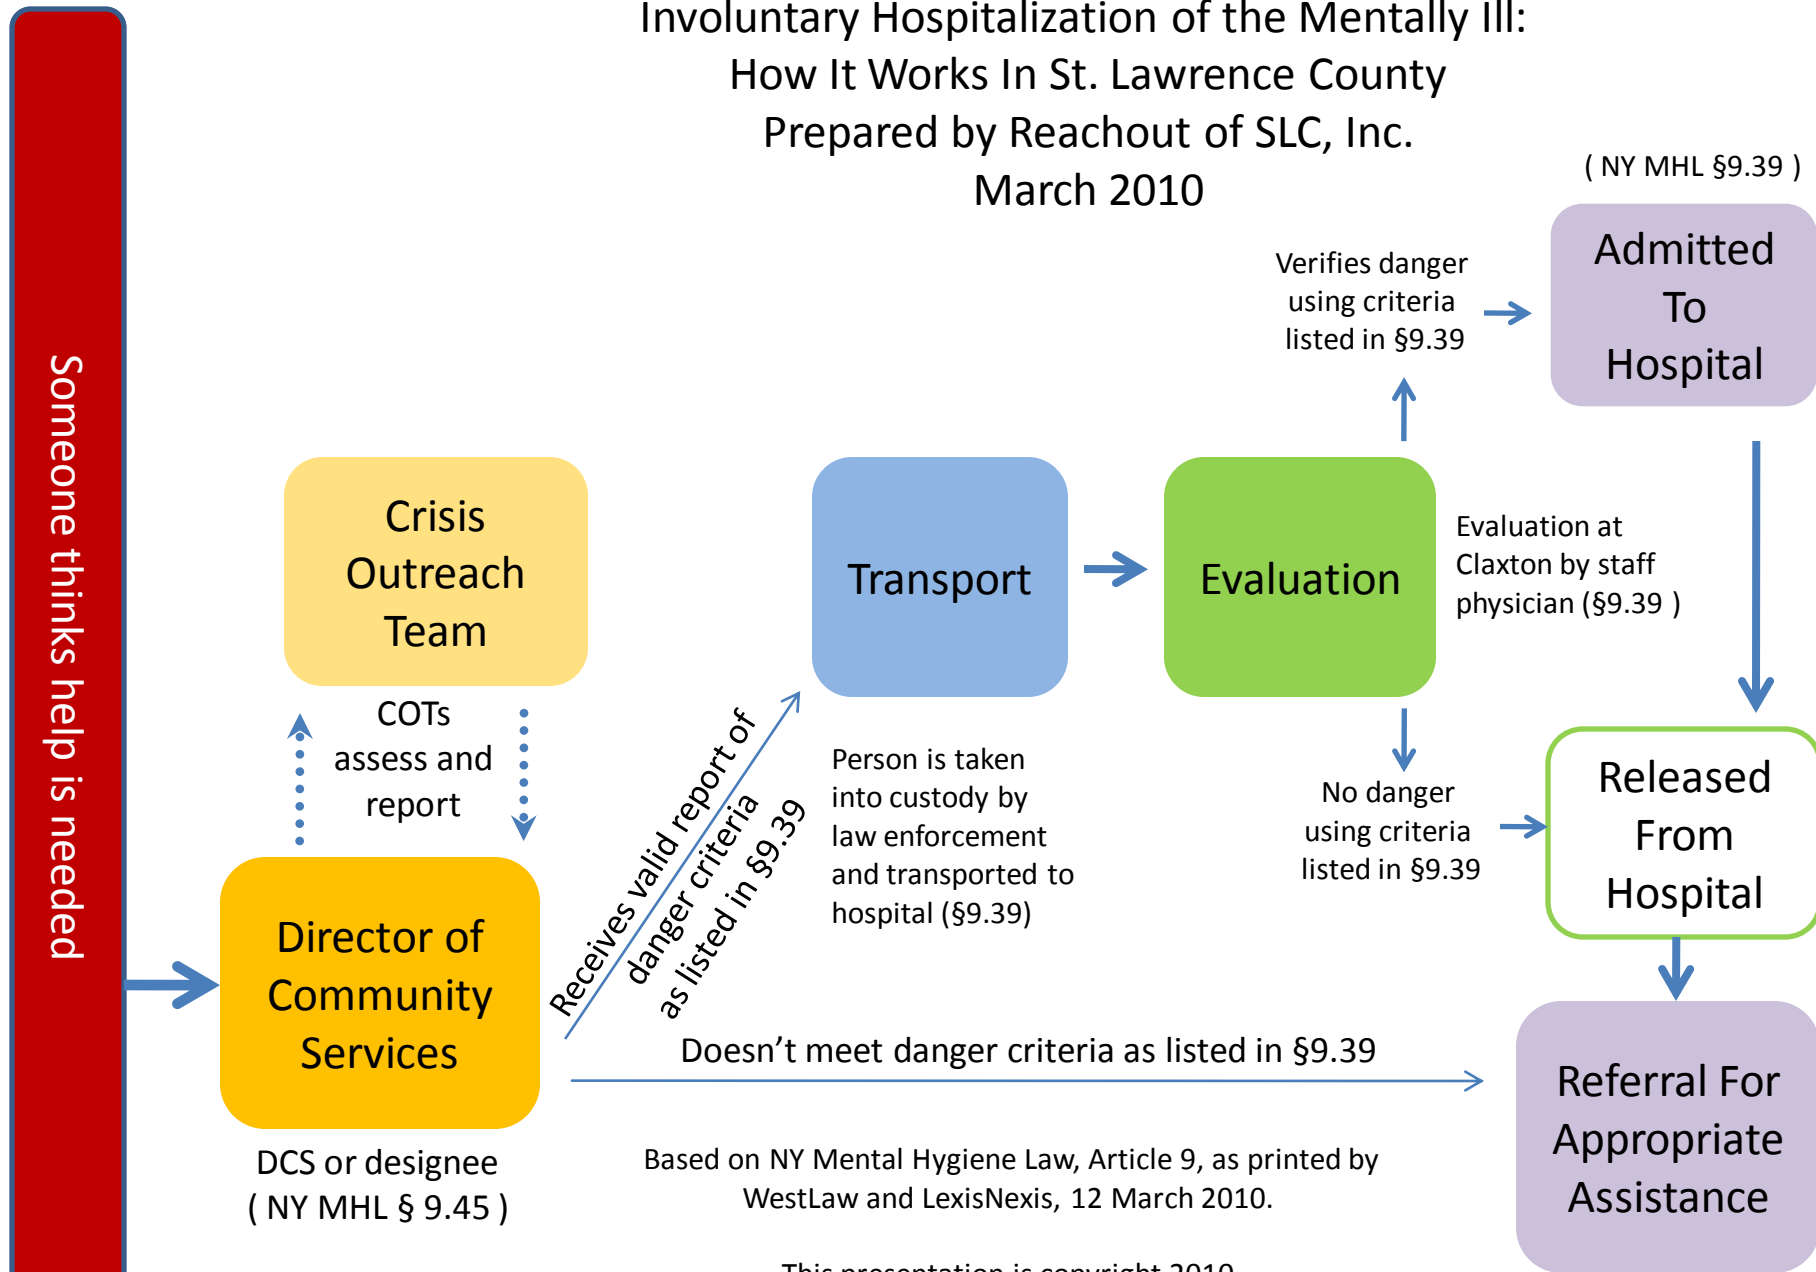 Involuntary Hospitalization of the Mentally Ill:
How It Works In St. Lawrence County
Prepared by Reachout of SLC, Inc.
March 2010
Someone thinks help is needed
Crisis
Outreach
Team
COTs
assess and
report
Director of
Community
Services
DCS or designee
( NY MHL § 9.45 )
Receives valid report of
danger criteria
as listed in §9.39
Transport
Person is taken
into custody by
law enforcement
and transported to
hospital (§9.39)
Evaluation
Evaluation at
Claxton by staff
physician (§9.39 )
Verifies danger
using criteria
listed in §9.39
( NY MHL §9.39 )
Admitted
To
Hospital
No danger
using criteria
listed in §9.39
Released
From
Hospital
Doesn’t meet danger criteria as listed in §9.39
Referral For
Appropriate
Assistance
Based on NY Mental Hygiene Law, Article 9, as printed by
WestLaw and LexisNexis, 12 March 2010.
This presentation is copyright 2010